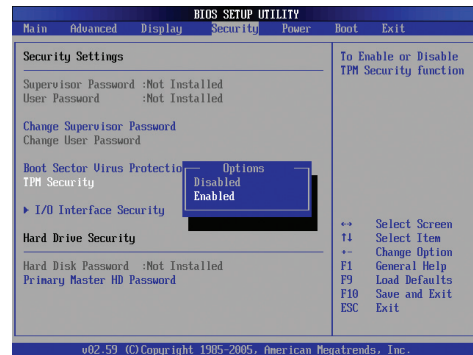 BIOS SETUP UTILITY
Main Advanced Display Security Power Boot Exit
Security Settings
Supervisor Password :Not Installed
User Password :Not Installed
Change Supervisor Password
Change User Password
Boot Sector Virus Protectio
TPM Security
▶ I/O Interface Security
Hard Drive Security
Hard Disk Password :Not Installed
Primary Master HD Password
Options
Disabled
Enabled
To Enable or Disable
TPM Security function
↔ Select Screen
↑↓ Select Item
+- Change Option
F1 General Help
F9 Load Defaults
F10 Save and Exit
ESC Exit
v02.59 (C)Copyright 1985-2005, American Megatrends, Inc.